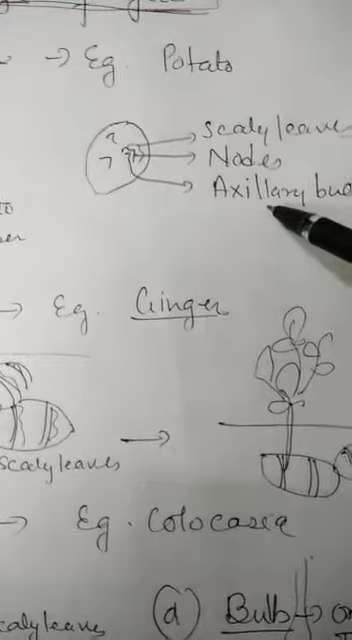 → Eg. Potato
Scaly leaves
Nodes
Axillary bud
→ Eg. Ginger
Scaly leaves
→ Eg. Colocasia
Scaly leaves
(d) Bulb →